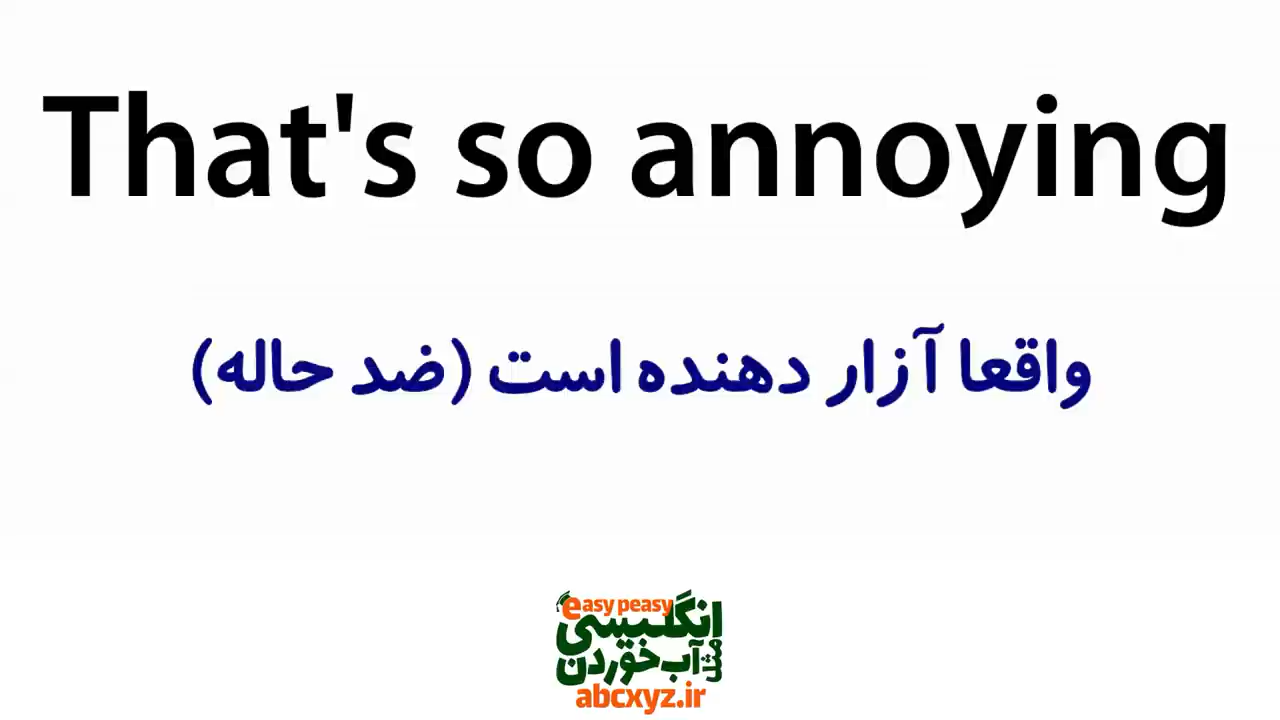 That's so annoying
واقعا آزار دهنده است (ضد حاله)
easy peasy
انگلیسی
مثل آب خوردن
abcxyz.ir